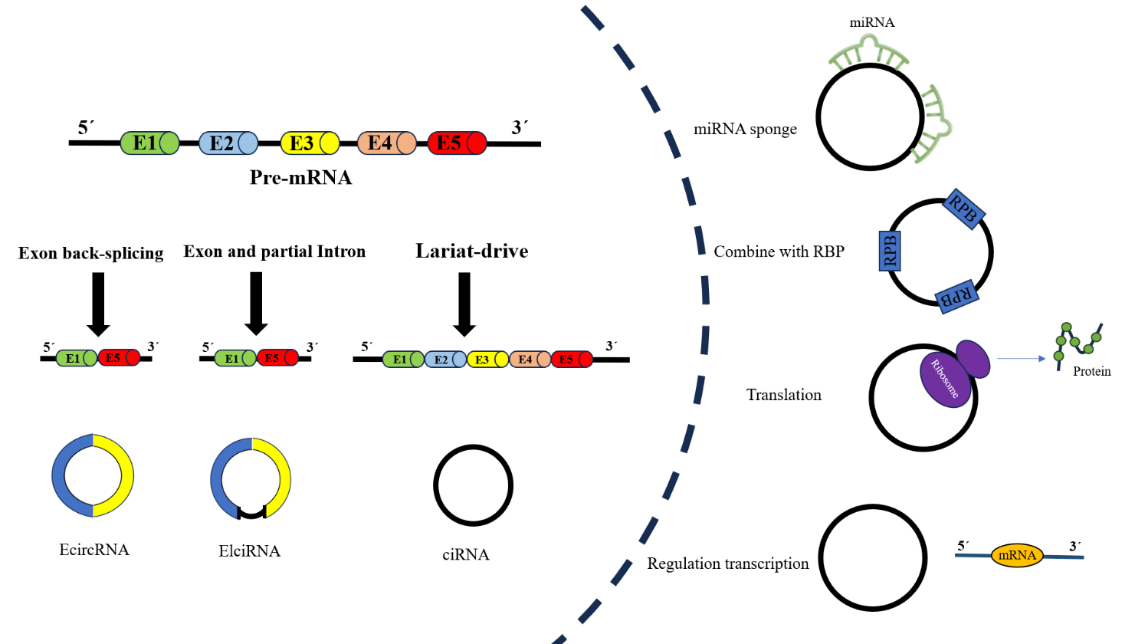 5´ 3´
E1 E2 E3 E4 E5
Pre-mRNA
Exon back-splicing
Exon and partial Intron
Lariat-drive
5´ 3´
E1 E5
5´ 3´
E1 E5
5´ 3´
E1 E2 E3 E4 E5
EcircRNA
ElciRNA
ciRNA
miRNA
miRNA sponge
Combine with RBP
RPB
RPB
RPB
Translation
Ribosome
Protein
Regulation transcription
5´ 3´
mRNA